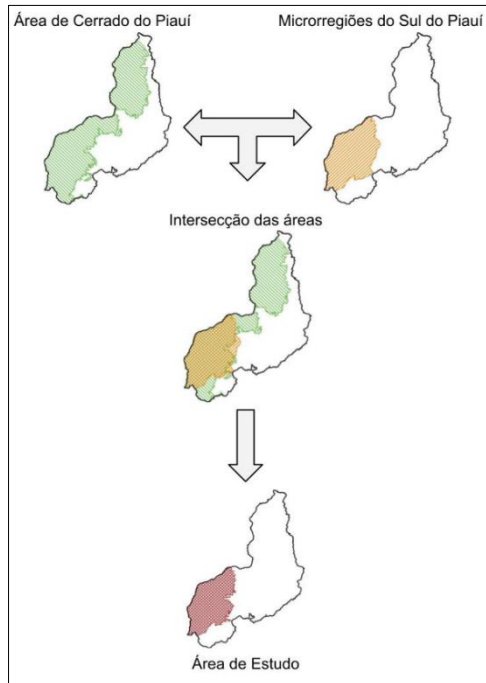 Área de Cerrado do Piauí
Microrregiões do Sul do Piauí
Intersecção das áreas
Área de Estudo